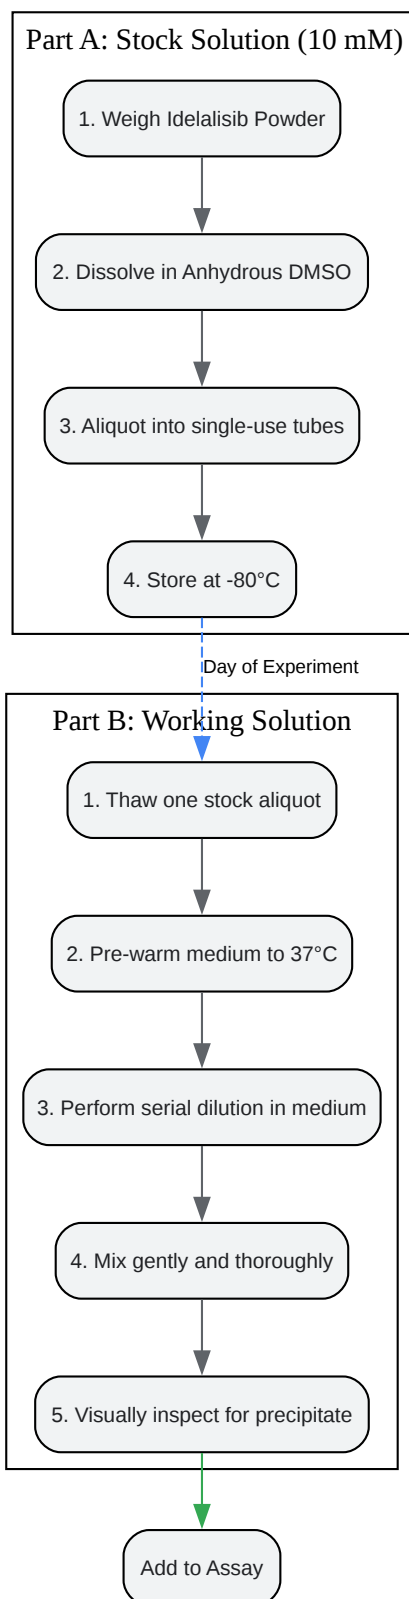 Part A: Stock Solution (10 mM)
1. Weigh Idelalisib Powder
2. Dissolve in Anhydrous DMSO
3. Aliquot into single-use tubes
4. Store at -80°C
Day of Experiment
Part B: Working Solution
1. Thaw one stock aliquot
2. Pre-warm medium to 37°C
3. Perform serial dilution in medium
4. Mix gently and thoroughly
5. Visually inspect for precipitate
Add to Assay